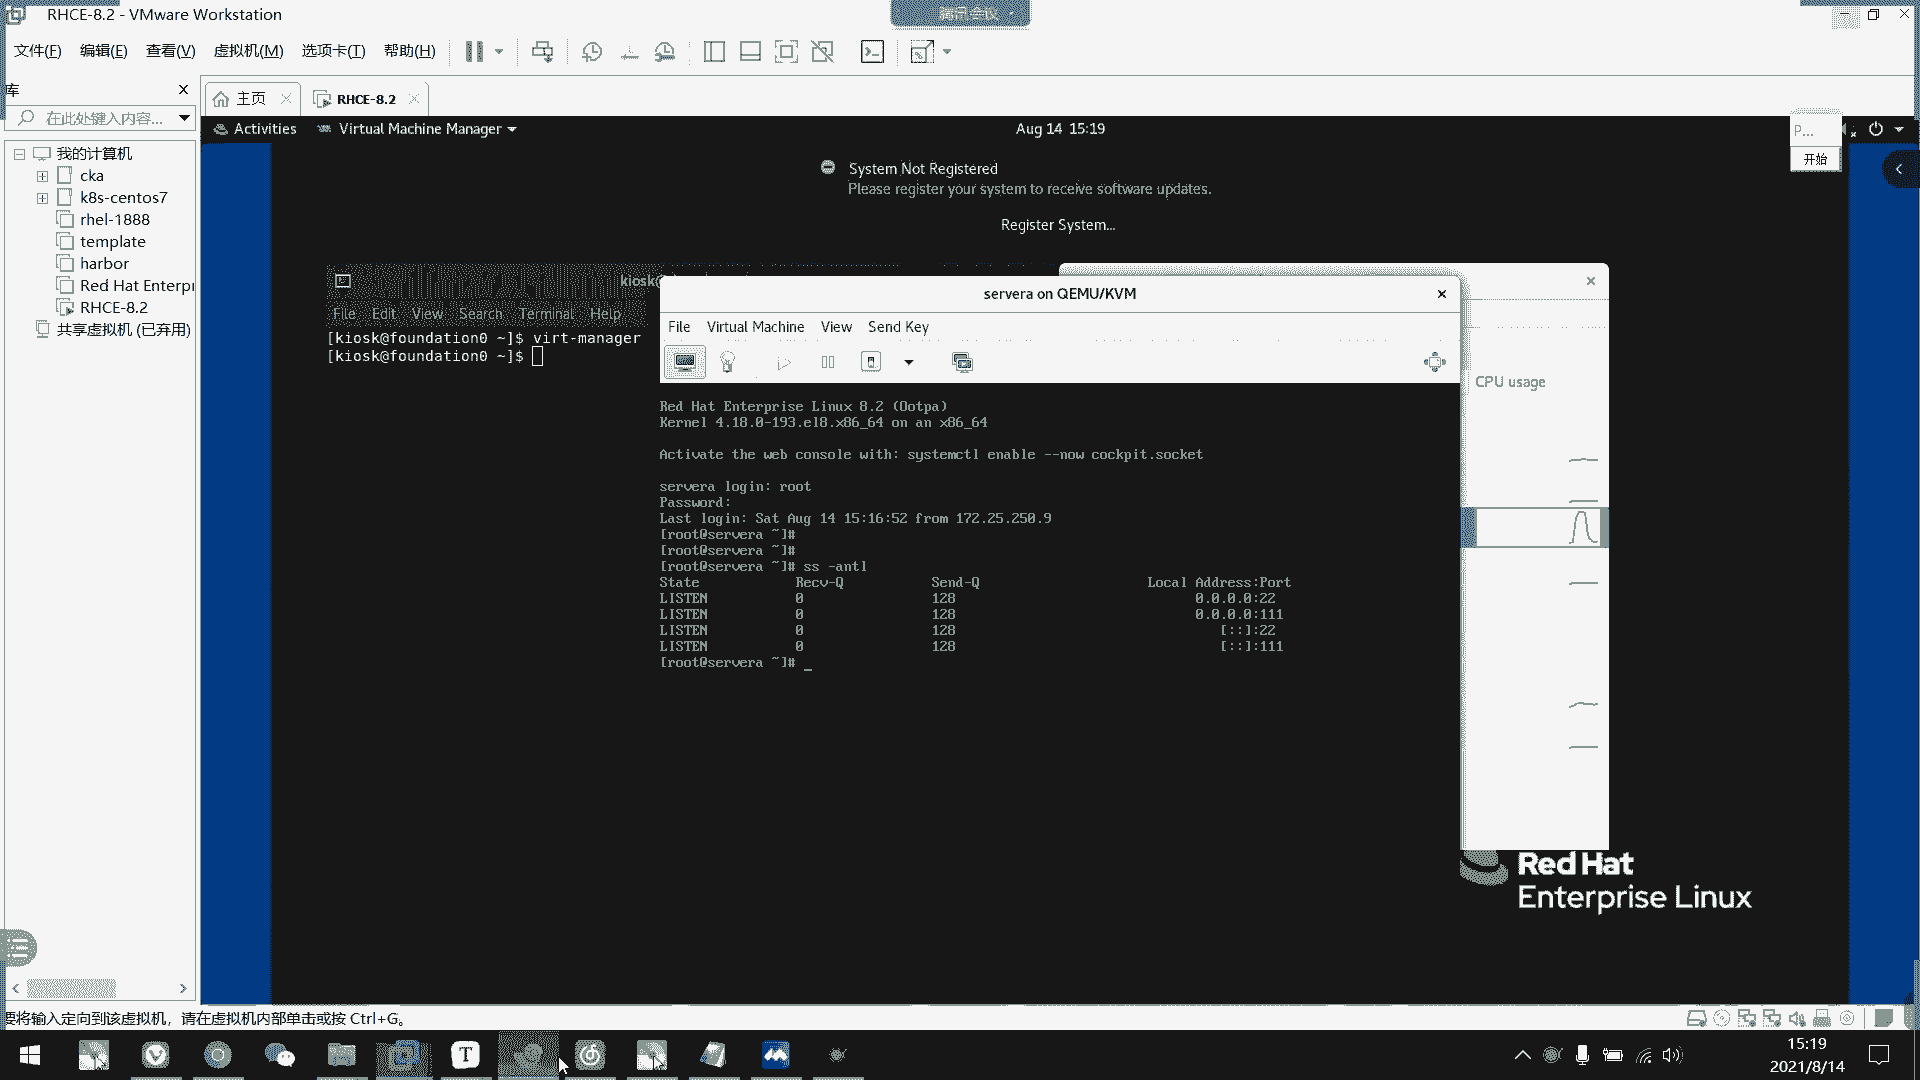 RHCE-8.2 - VMware Workstation
腾讯会议
文件(F) 编辑(E) 查看(V) 虚拟机(M) 选项卡(T) 帮助(H)
库
在此处键入内容...
主页
RHCE-8.2
我的计算机
cka
k8s-centos7
rhel-1888
template
harbor
Red Hat Enterpr
RHCE-8.2
共享虚拟机 (已弃用)
Activities Virtual Machine Manager Aug 14 15:19
P...
开始
System Not Registered
Please register your system to receive software updates.
Register System...
kiosk@
File Edit View Search Terminal Help
[kiosk@foundation0 ~]$ virt-manager
[kiosk@foundation0 ~]$
servera on QEMU/KVM
File Virtual Machine View Send Key
CPU usage
Red Hat Enterprise Linux 8.2 (Ootpa)
Kernel 4.18.0-193.el8.x86_64 on an x86_64
Activate the web console with: systemctl enable --now cockpit.socket
servera login: root
Password:
Last login: Sat Aug 14 15:16:52 from 172.25.250.9
[root@servera ~]#
[root@servera ~]#
[root@servera ~]# ss -antl
State Recv-Q Send-Q Local Address:Port
LISTEN 0 128 0.0.0.0:22
LISTEN 0 128 0.0.0.0:111
LISTEN 0 128 [::]:22
LISTEN 0 128 [::]:111
[root@servera ~]# _
Red Hat
Enterprise Linux
要将输入定向到该虚拟机，请在虚拟机内部单击或按 Ctrl+G。
T
15:19
2021/8/14